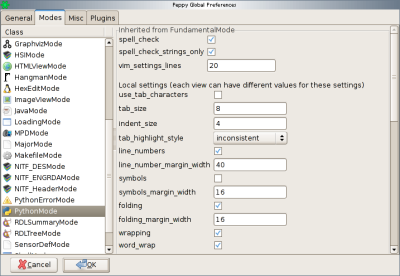 Peppy Global Preferences
General Modes Misc Plugins
Class
GraphvizMode
HSIMode
HTMLViewMode
HangmanMode
HexEditMode
ImageViewMode
JavaMode
LoadingMode
MPDMode
MajorMode
MakefileMode
NITF_DESMode
NITF_ENGRDAMode
NITF_HeaderMode
PythonErrorMode
PythonMode
RDLSummaryMode
RDLTreeMode
SensorDefMode
Inherited from FundamentalMode
spell_check
spell_check_strings_only
vim_settings_lines 20
Local settings (each view can have different values for these settings)
use_tab_characters
tab_size 8
indent_size 4
tab_highlight_style inconsistent
line_numbers
line_number_margin_width 40
symbols
symbols_margin_width 16
folding
folding_margin_width 16
wrapping
word_wrap
Cancel OK